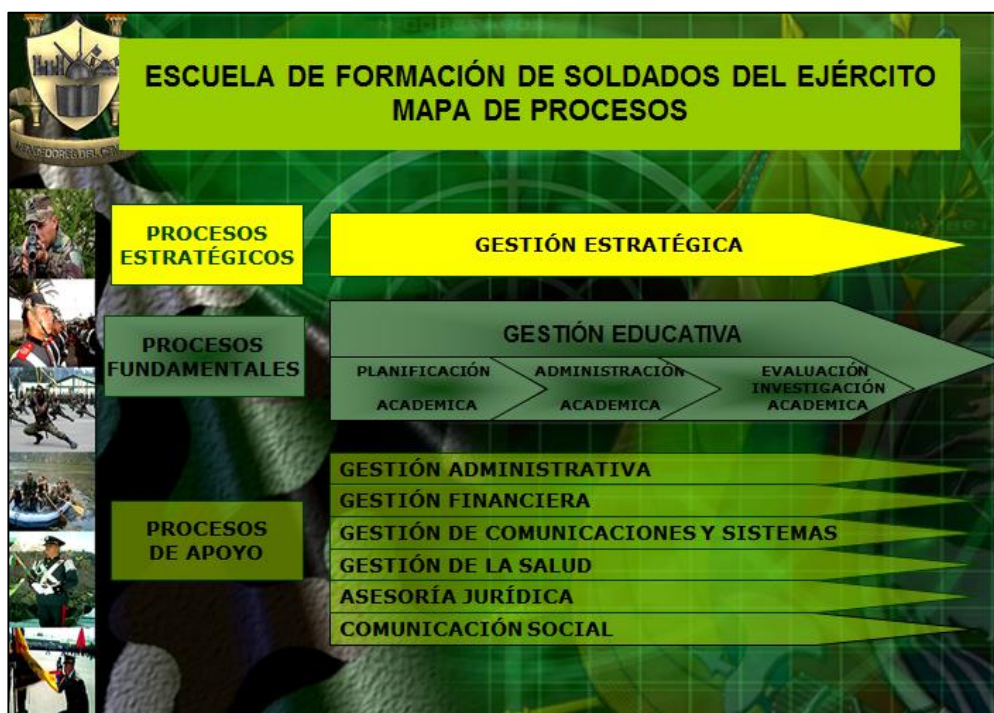 ESCUELA DE FORMACIÓN DE SOLDADOS DEL EJÉRCITO
MAPA DE PROCESOS
PROCESOS
ESTRATÉGICOS
GESTIÓN ESTRATÉGICA
PROCESOS
FUNDAMENTALES
GESTIÓN EDUCATIVA
PLANIFICACIÓN
ACADEMICA
ADMINISTRACIÓN
ACADEMICA
EVALUACIÓN
INVESTIGACIÓN
ACADEMICA
PROCESOS
DE APOYO
GESTIÓN ADMINISTRATIVA
GESTIÓN FINANCIERA
GESTIÓN DE COMUNICACIONES Y SISTEMAS
GESTIÓN DE LA SALUD
ASESORÍA JURÍDICA
COMUNICACIÓN SOCIAL